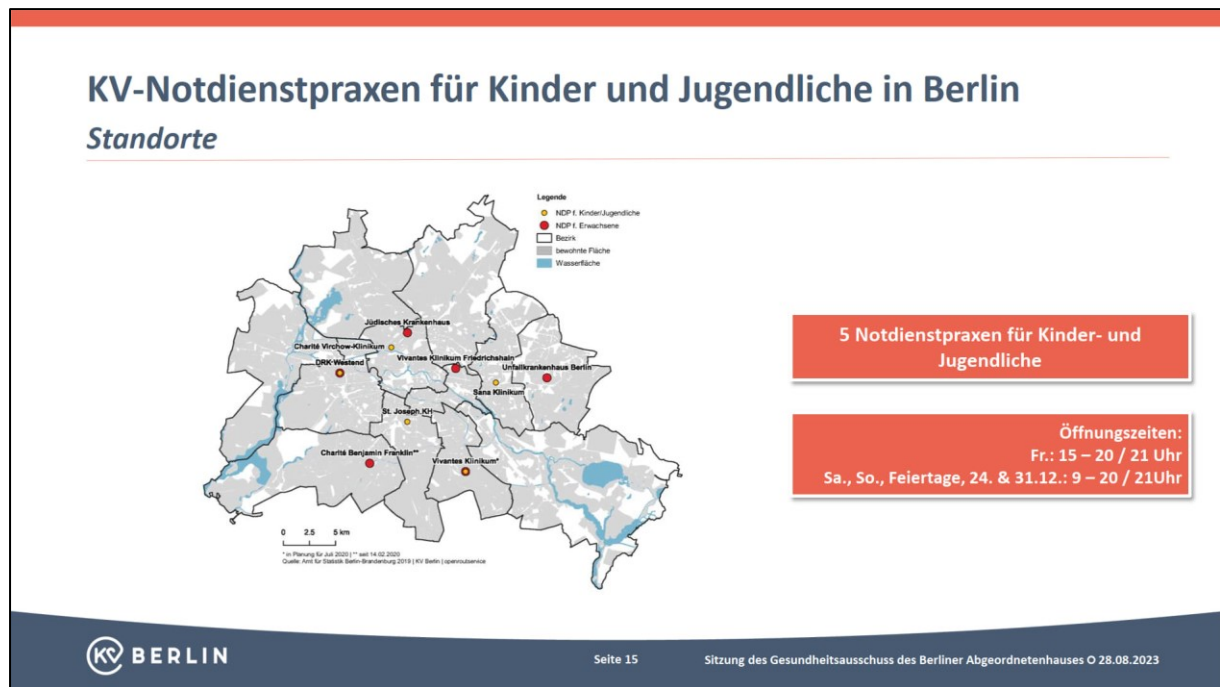 KV-Notdienstpraxen für Kinder und Jugendliche in Berlin
Standorte
Legende
NDP f. Kinder/Jugendliche
NDP f. Erwachsene
Bezirk
bewohnte Fläche
Wasserfläche
Jüdisches Krankenhaus
Charité Virchow-Klinikum
Vivantes Klinikum Friedrichshain
DRK-Westend
Unfallkrankenhaus Berlin
Sana Klinikum
St. Joseph KH
Charité Benjamin Franklin**
Vivantes Klinikum*
0 2.5 5 km
* in Planung für Juli 2020 | ** seit 14.02.2020
Quelle: Amt für Statistik Berlin-Brandenburg 2019 | KV Berlin | openrouteservice
5 Notdienstpraxen für Kinder- und
Jugendliche
Öffnungszeiten:
Fr.: 15 – 20 / 21 Uhr
Sa., So., Feiertage, 24. & 31.12.: 9 – 20 / 21Uhr
KV BERLIN
Seite 15
Sitzung des Gesundheitsausschuss des Berliner Abgeordnetenhauses O 28.08.2023